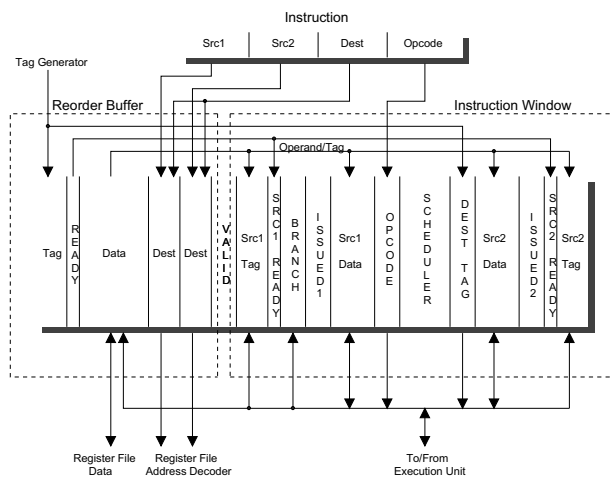 Instruction
Src1 Src2 Dest Opcode
Tag Generator
Reorder Buffer Instruction Window
Operand/Tag
Tag
READY
Data
Dest
Dest
VALID
Src1
Tag
SRC1 READY
BRANCH
ISSUED1
Src1
Data
OPCODE
SCHEDULER
DEST TAG
Src2
Data
ISSUED2
SRC2 READY
Src2
Tag
Register File
Data
Register File
Address Decoder
To/From
Execution Unit